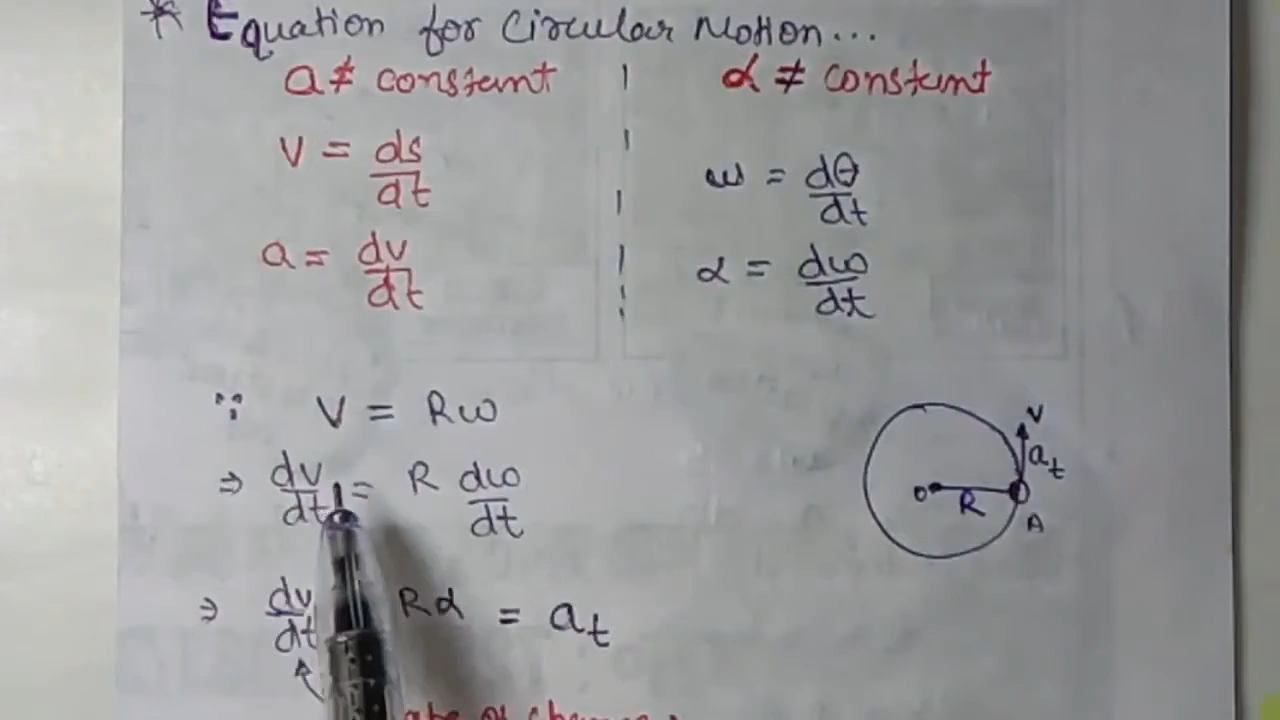 * Equation for Circular Motion...
a ≠ constant | α ≠ constant
V = ds/dt
ω = dθ/dt
a = dv/dt
α = dω/dt
∵ V = Rω
⇒ dv/dt = R dω/dt
⇒ dv/dt Rα = at
V
at
O R
A